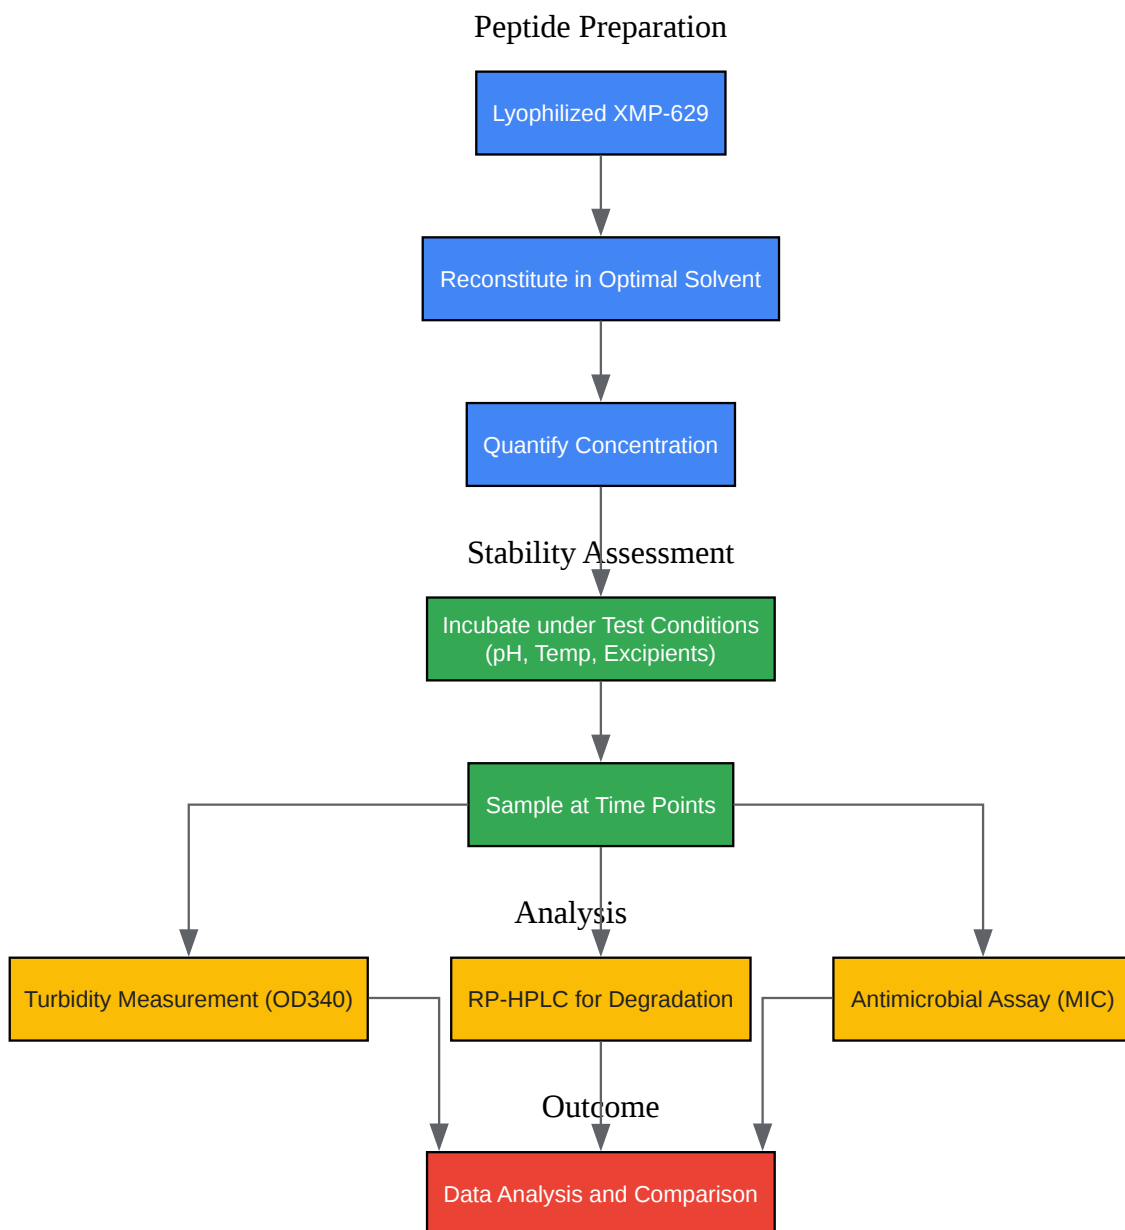 Peptide Preparation
Lyophilized XMP-629
Reconstitute in Optimal Solvent
Quantify Concentration
Stability Assessment
Incubate under Test Conditions
(pH, Temp, Excipients)
Sample at Time Points
Analysis
Turbidity Measurement (OD340)
RP-HPLC for Degradation
Antimicrobial Assay (MIC)
Outcome
Data Analysis and Comparison